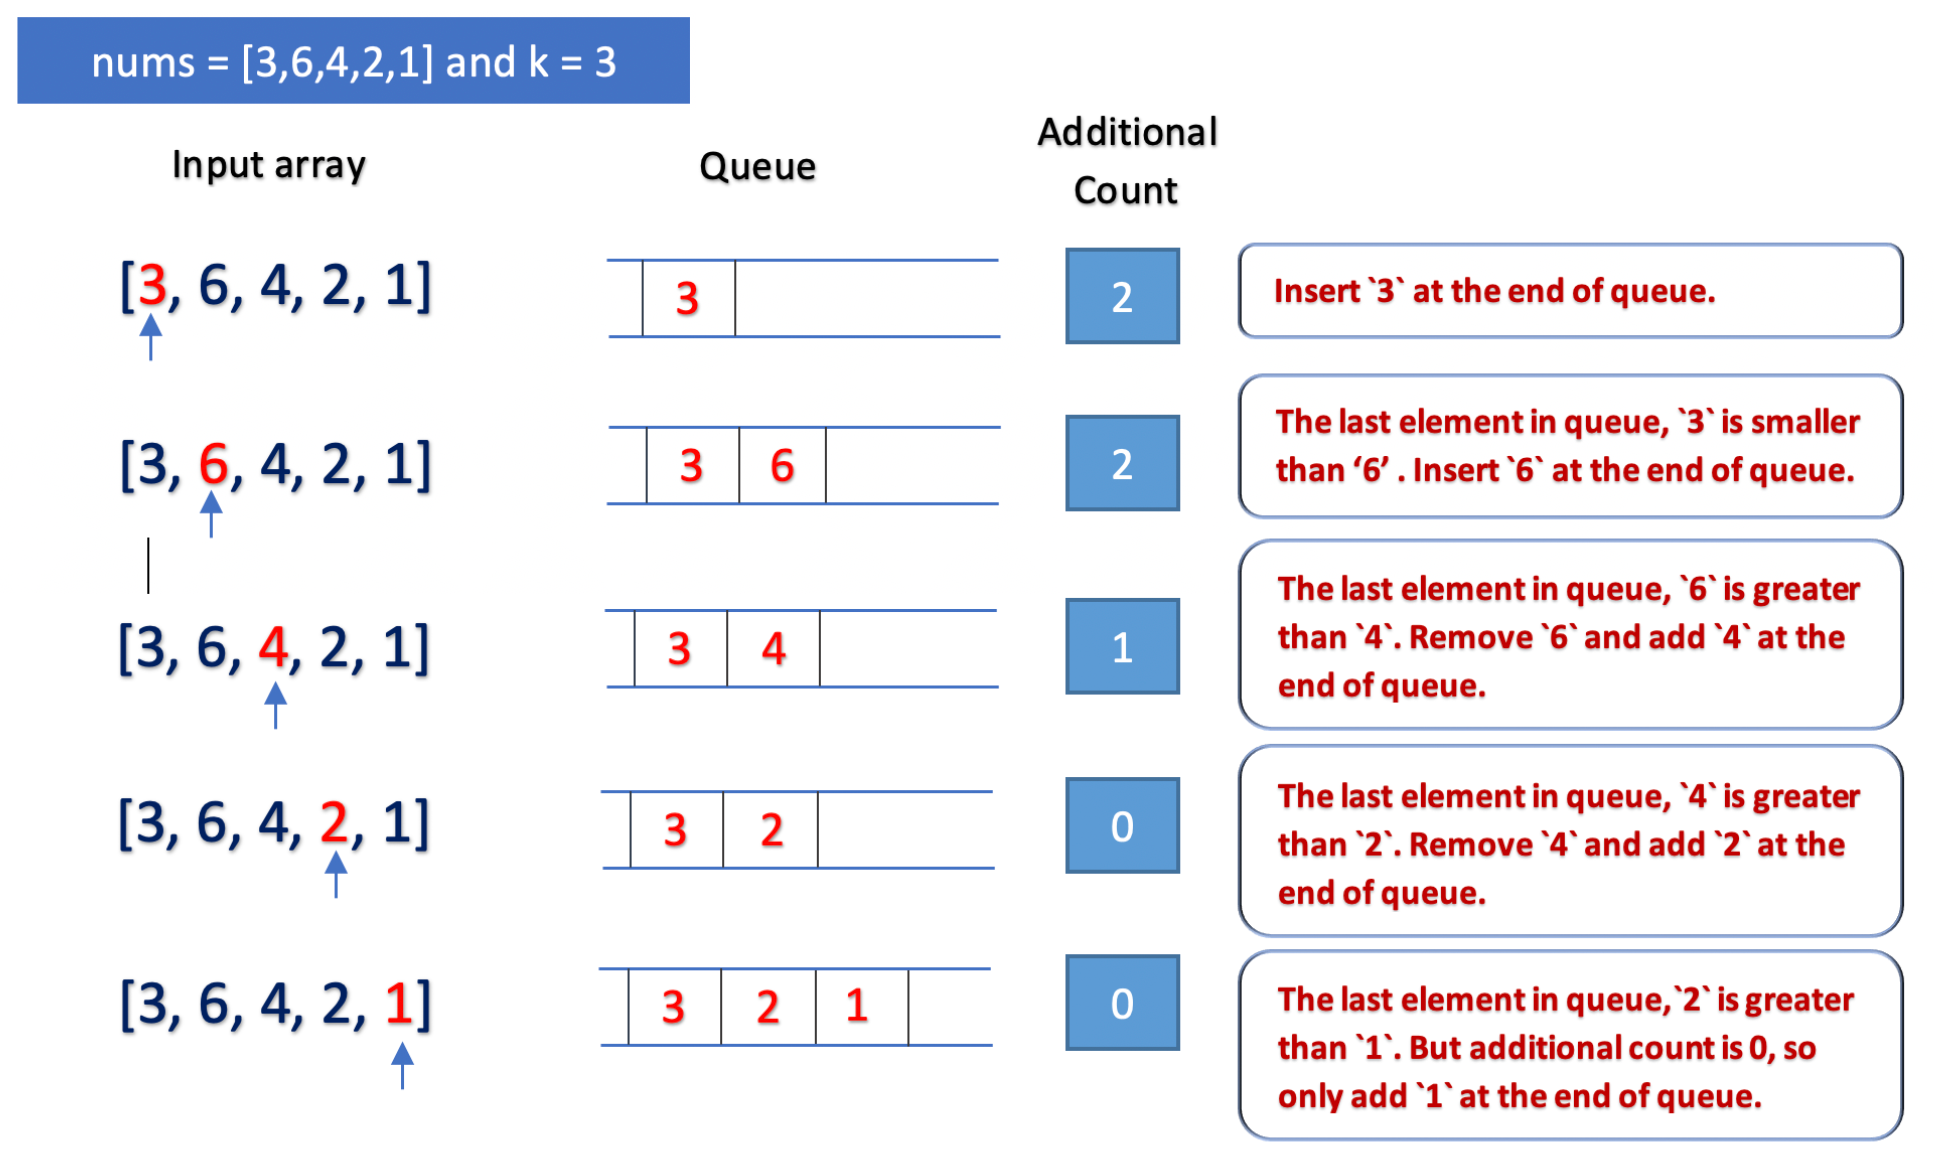 nums = [3,6,4,2,1] and k = 3
Input array
Queue
Additional
Count
[3, 6, 4, 2, 1]
3
2
Insert `3` at the end of queue.
[3, 6, 4, 2, 1]
3 6
2
The last element in queue, `3` is smaller
than ‘6’ . Insert `6` at the end of queue.
[3, 6, 4, 2, 1]
3 4
1
The last element in queue, `6` is greater
than `4`. Remove `6` and add `4` at the
end of queue.
[3, 6, 4, 2, 1]
3 2
0
The last element in queue, `4` is greater
than `2`. Remove `4` and add `2` at the
end of queue.
[3, 6, 4, 2, 1]
3 2 1
0
The last element in queue,`2` is greater
than `1`. But additional count is 0, so
only add `1` at the end of queue.